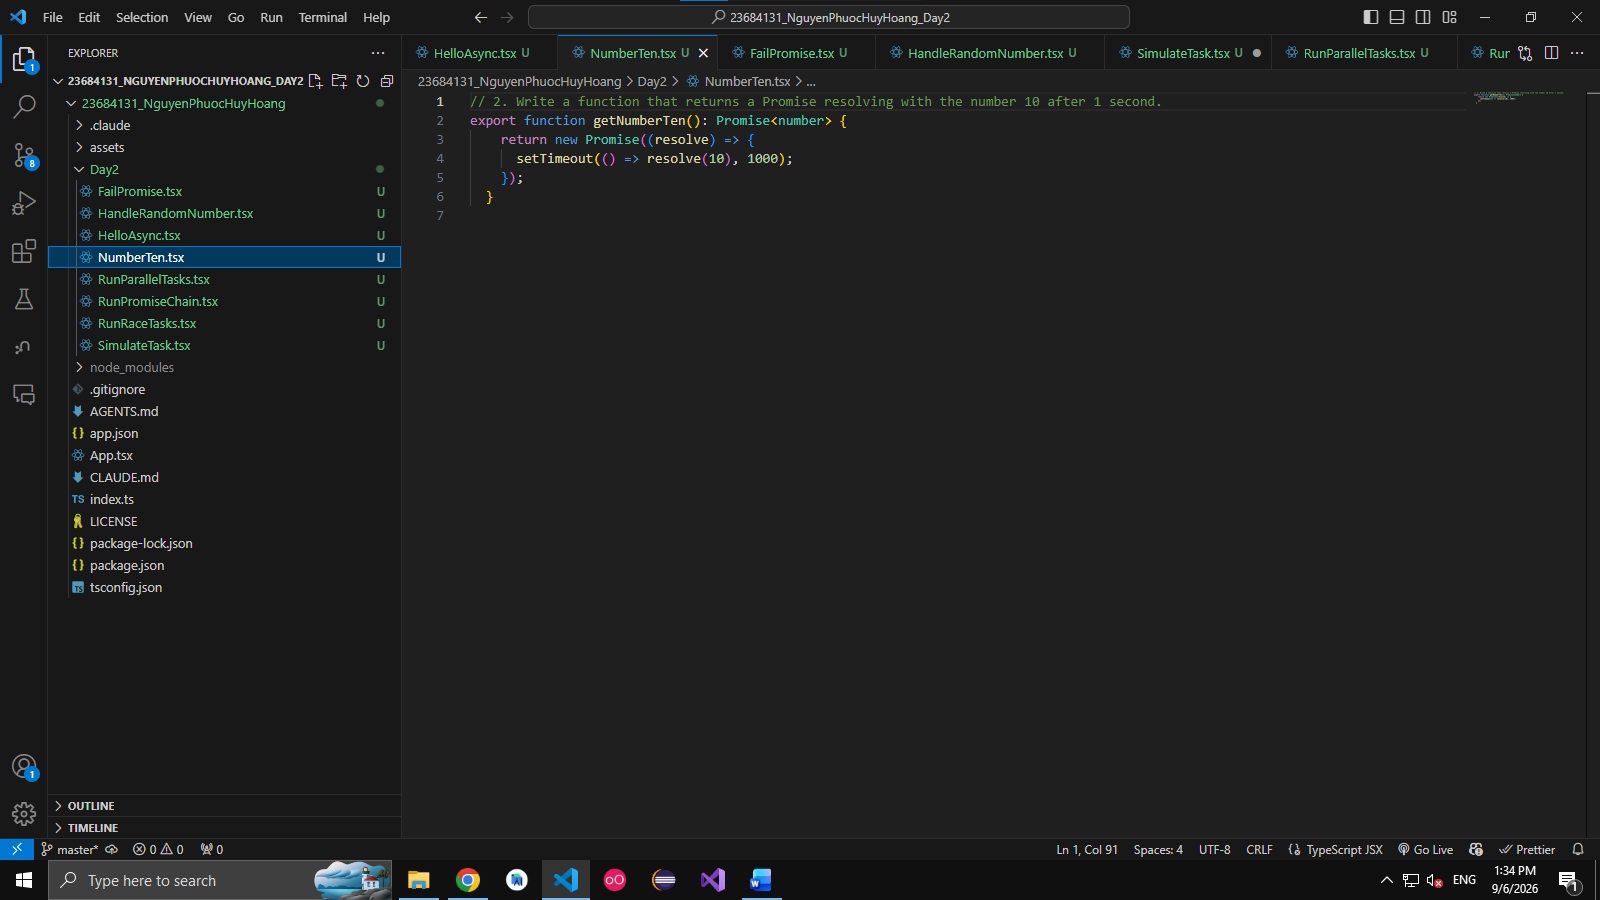 File Edit Selection View Go Run Terminal Help
23684131_NguyenPhuocHuyHoang_Day2
EXPLORER
23684131_NGUYENPHUOCHUYHOANG_DAY2
23684131_NguyenPhuocHuyHoang
.claude
assets
Day2
FailPromise.tsx U
HandleRandomNumber.tsx U
HelloAsync.tsx U
NumberTen.tsx U
RunParallelTasks.tsx U
RunPromiseChain.tsx U
RunRaceTasks.tsx U
SimulateTask.tsx U
node_modules
.gitignore
AGENTS.md
{} app.json
App.tsx
CLAUDE.md
TS index.ts
LICENSE
{} package-lock.json
{} package.json
TS tsconfig.json
OUTLINE
TIMELINE
1
8
1
HelloAsync.tsx U NumberTen.tsx U FailPromise.tsx U HandleRandomNumber.tsx U SimulateTask.tsx U RunParallelTasks.tsx U Rur
23684131_NguyenPhuocHuyHoang > Day2 > NumberTen.tsx > ...
1 // 2. Write a function that returns a Promise resolving with the number 10 after 1 second.
2 export function getNumberTen(): Promise<number> {
3 return new Promise((resolve) => {
4 setTimeout(() => resolve(10), 1000);
5 });
6 }
7
master* 0 0 0 Ln 1, Col 91 Spaces: 4 UTF-8 CRLF {} TypeScript JSX Go Live Prettier
Type here to search
ENG
1:34 PM
9/6/2026
1